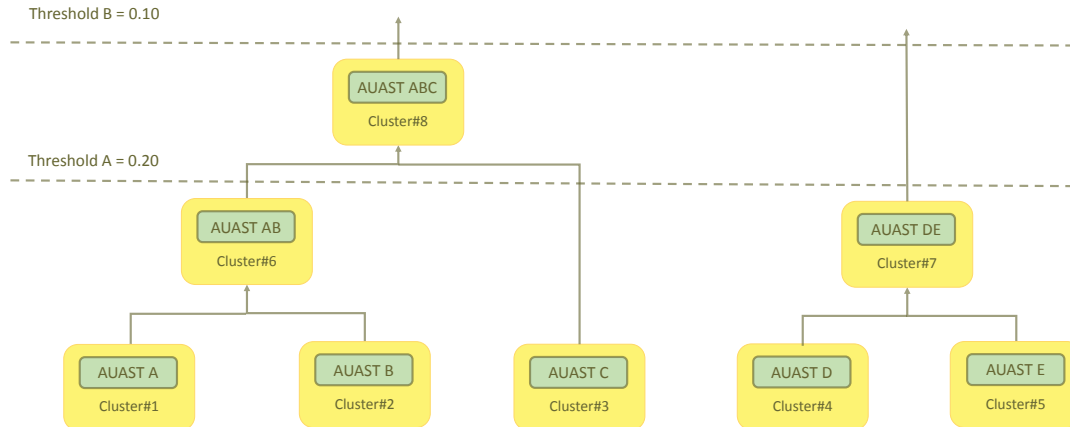 Threshold B = 0.10
AUAST ABC
Cluster#8
Threshold A = 0.20
AUAST AB
Cluster#6
AUAST DE
Cluster#7
AUAST A
Cluster#1
AUAST B
Cluster#2
AUAST C
Cluster#3
AUAST D
Cluster#4
AUAST E
Cluster#5